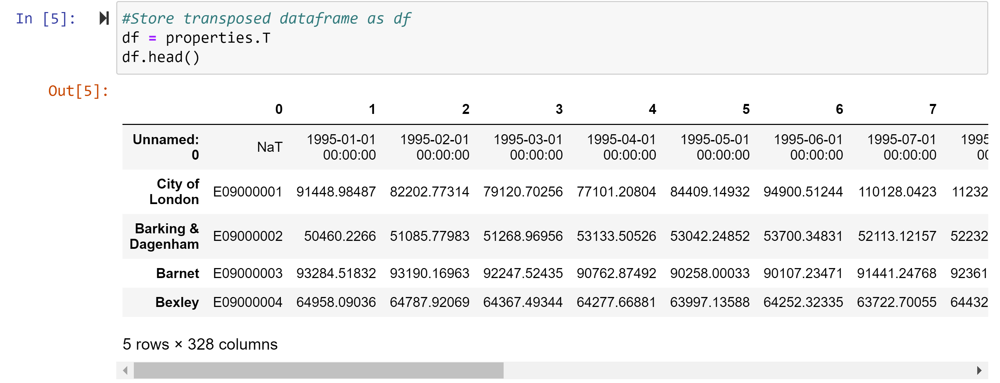 In [5]: #Store transposed dataframe as df
df = properties.T
df.head()
Out[5]:
0 1 2 3 4 5 6 7
Unnamed: 0 NaT 1995-01-01 00:00:00 1995-02-01 00:00:00 1995-03-01 00:00:00 1995-04-01 00:00:00 1995-05-01 00:00:00 1995-06-01 00:00:00 1995-07-01 00:00:00 1995
City of London E09000001 91448.98487 82202.77314 79120.70256 77101.20804 84409.14932 94900.51244 110128.0423 11232
Barking & Dagenham E09000002 50460.2266 51085.77983 51268.96956 53133.50526 53042.24852 53700.34831 52113.12157 52232
Barnet E09000003 93284.51832 93190.16963 92247.52435 90762.87492 90258.00033 90107.23471 91441.24768 92361
Bexley E09000004 64958.09036 64787.92069 64367.49344 64277.66881 63997.13588 64252.32335 63722.70055 64432
5 rows × 328 columns